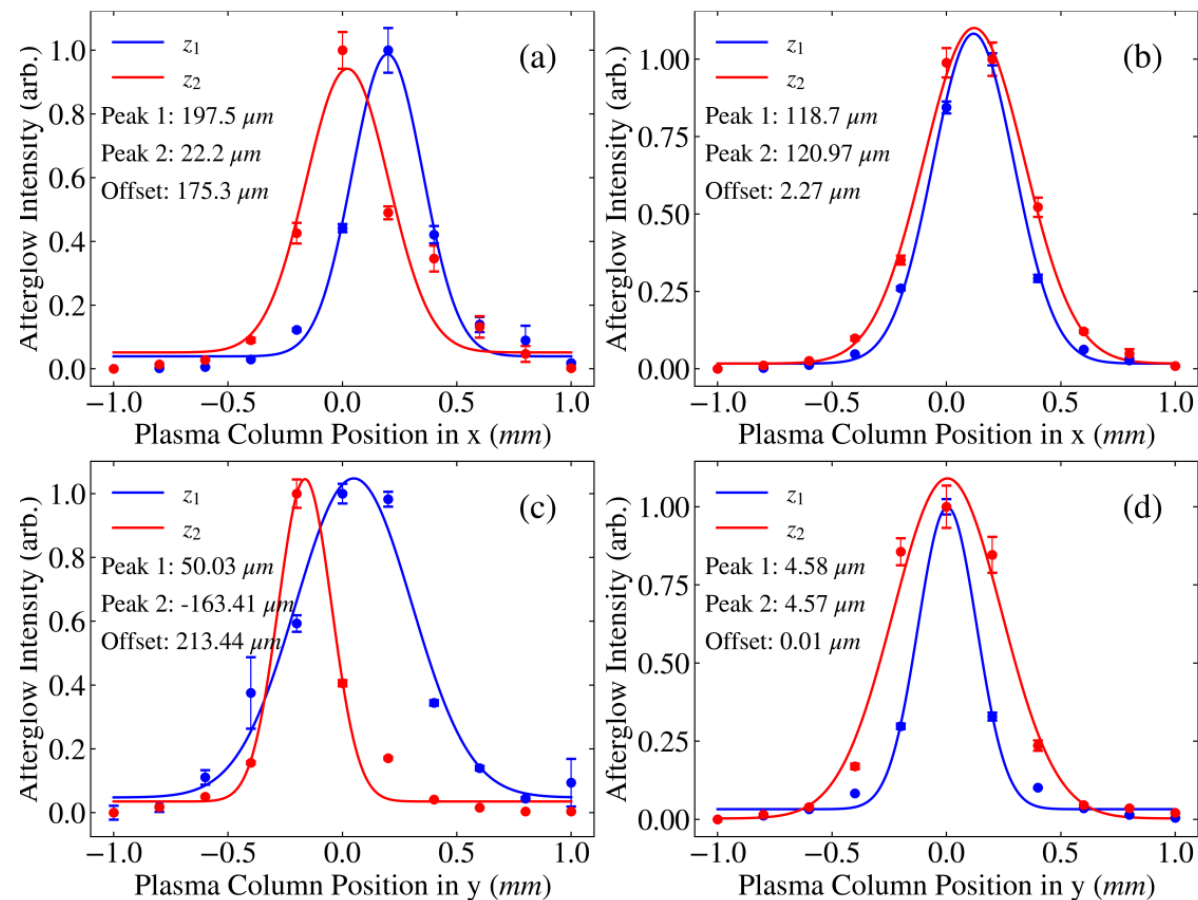 (a)
z1
z2
Peak 1: 197.5 μm
Peak 2: 22.2 μm
Offset: 175.3 μm
Afterglow Intensity (arb.)
1.0
0.8
0.6
0.4
0.2
0.0
−1.0 −0.5 0.0 0.5 1.0
Plasma Column Position in x (mm)
(b)
z1
z2
Peak 1: 118.7 μm
Peak 2: 120.97 μm
Offset: 2.27 μm
Afterglow Intensity (arb.)
1.00
0.75
0.50
0.25
0.00
−1.0 −0.5 0.0 0.5 1.0
Plasma Column Position in x (mm)
(c)
z1
z2
Peak 1: 50.03 μm
Peak 2: -163.41 μm
Offset: 213.44 μm
Afterglow Intensity (arb.)
1.0
0.8
0.6
0.4
0.2
0.0
−1.0 −0.5 0.0 0.5 1.0
Plasma Column Position in y (mm)
(d)
z1
z2
Peak 1: 4.58 μm
Peak 2: 4.57 μm
Offset: 0.01 μm
Afterglow Intensity (arb.)
1.00
0.75
0.50
0.25
0.00
−1.0 −0.5 0.0 0.5 1.0
Plasma Column Position in y (mm)